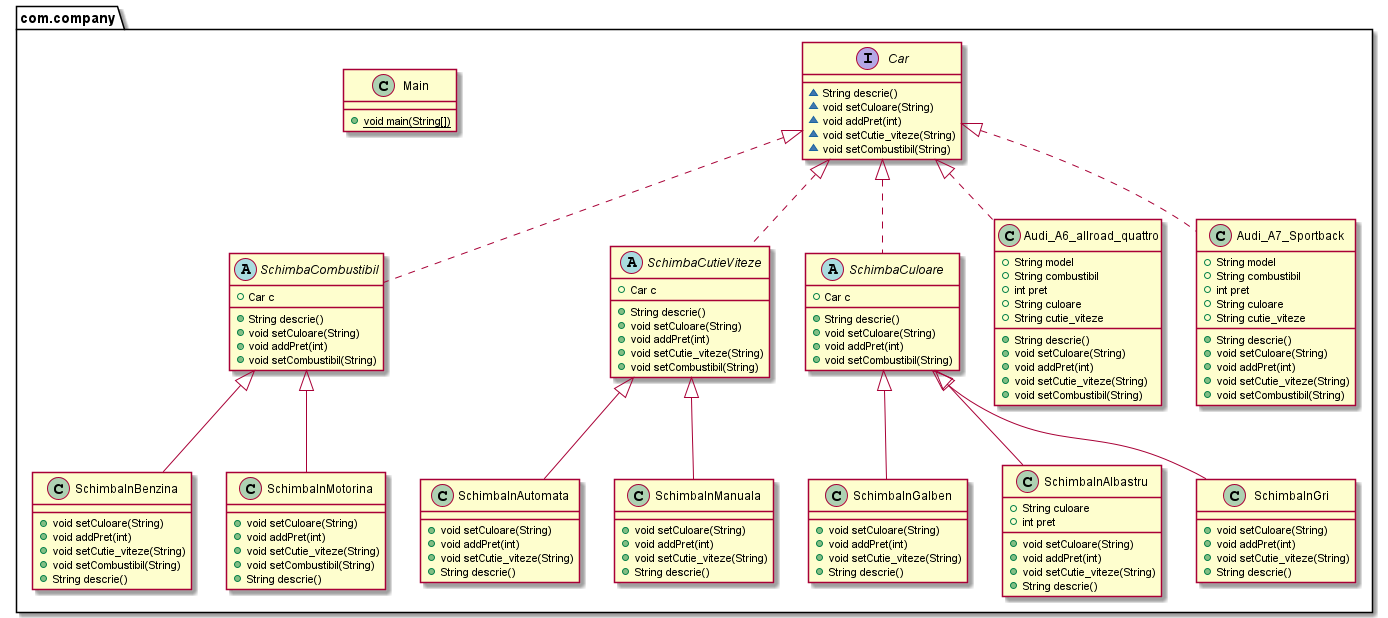 com.company
Car
String descrie()
void setCuloare(String)
void addPret(int)
void setCutie_viteze(String)
void setCombustibil(String)
Main
void main(String[])
SchimbaCombustibil
Car c
String descrie()
void setCuloare(String)
void addPret(int)
void setCombustibil(String)
SchimbaCutieViteze
Car c
String descrie()
void setCuloare(String)
void addPret(int)
void setCutie_viteze(String)
void setCombustibil(String)
SchimbaCuloare
Car c
String descrie()
void setCuloare(String)
void addPret(int)
void setCombustibil(String)
Audi_A6_allroad_quattro
String model
String combustibil
int pret
String culoare
String cutie_viteze
String descrie()
void setCuloare(String)
void addPret(int)
void setCutie_viteze(String)
void setCombustibil(String)
Audi_A7_Sportback
String model
String combustibil
int pret
String culoare
String cutie_viteze
String descrie()
void setCuloare(String)
void addPret(int)
void setCutie_viteze(String)
void setCombustibil(String)
SchimbaInBenzina
void setCuloare(String)
void addPret(int)
void setCutie_viteze(String)
void setCombustibil(String)
String descrie()
SchimbaInMotorina
void setCuloare(String)
void addPret(int)
void setCutie_viteze(String)
void setCombustibil(String)
String descrie()
SchimbaInAutomata
void setCuloare(String)
void addPret(int)
void setCutie_viteze(String)
String descrie()
SchimbaInManuala
void setCuloare(String)
void addPret(int)
void setCutie_viteze(String)
String descrie()
SchimbaInGalben
void setCuloare(String)
void addPret(int)
void setCutie_viteze(String)
String descrie()
SchimbaInAlbastru
String culoare
int pret
void setCuloare(String)
void addPret(int)
void setCutie_viteze(String)
String descrie()
SchimbaInGri
void setCuloare(String)
void addPret(int)
void setCutie_viteze(String)
String descrie()